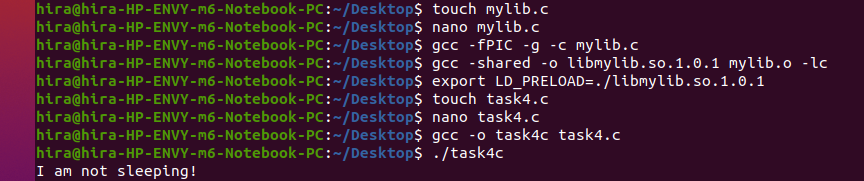 hira@hira-HP-ENVY-m6-Notebook-PC:~/Desktop$ touch mylib.c
hira@hira-HP-ENVY-m6-Notebook-PC:~/Desktop$ nano mylib.c
hira@hira-HP-ENVY-m6-Notebook-PC:~/Desktop$ gcc -fPIC -g -c mylib.c
hira@hira-HP-ENVY-m6-Notebook-PC:~/Desktop$ gcc -shared -o libmylib.so.1.0.1 mylib.o -lc
hira@hira-HP-ENVY-m6-Notebook-PC:~/Desktop$ export LD_PRELOAD=./libmylib.so.1.0.1
hira@hira-HP-ENVY-m6-Notebook-PC:~/Desktop$ touch task4.c
hira@hira-HP-ENVY-m6-Notebook-PC:~/Desktop$ nano task4.c
hira@hira-HP-ENVY-m6-Notebook-PC:~/Desktop$ gcc -o task4c task4.c
hira@hira-HP-ENVY-m6-Notebook-PC:~/Desktop$ ./task4c
I am not sleeping!